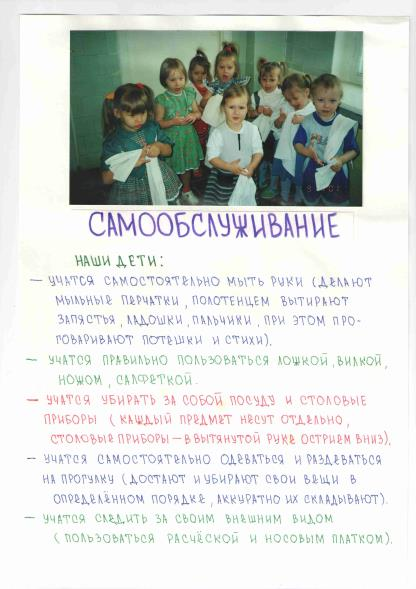 САМООБСЛУЖИВАНИЕ
НАШИ ДЕТИ:
— УЧАТСЯ САМОСТОЯТЕЛЬНО МЫТЬ РУКИ (ДЕЛАЮТ
МЫЛЬНЫЕ ПЕРЧАТКИ, ПОЛОТЕНЦЕМ ВЫТИРАЮТ
ЗАПЯСТЬЯ, ЛАДОШКИ, ПАЛЬЧИКИ, ПРИ ЭТОМ ПРО-
ГОВАРИВАЮТ ПОТЕШКИ И СТИХИ).
— УЧАТСЯ ПРАВИЛЬНО ПОЛЬЗОВАТЬСЯ ЛОЖКОЙ, ВИЛКОЙ,
НОЖОМ, САЛФЕТКОЙ.
— УЧАТСЯ УБИРАТЬ ЗА СОБОЙ ПОСУДУ И СТОЛОВЫЕ
ПРИБОРЫ (КАЖДЫЙ ПРЕДМЕТ НЕСУТ ОТДЕЛЬНО,
СТОЛОВЫЕ ПРИБОРЫ — В ВЫТЯНУТОЙ РУКЕ ОСТРИЕМ ВНИЗ).
— УЧАТСЯ САМОСТОЯТЕЛЬНО ОДЕВАТЬСЯ И РАЗДЕВАТЬСЯ
НА ПРОГУЛКУ (ДОСТАЮТ И УБИРАЮТ СВОИ ВЕЩИ В
ОПРЕДЕЛЁННОМ ПОРЯДКЕ, АККУРАТНО ИХ СКЛАДЫВАЮТ).
— УЧАТСЯ СЛЕДИТЬ ЗА СВОИМ ВНЕШНИМ ВИДОМ
(ПОЛЬЗОВАТЬСЯ РАСЧЁСКОЙ И НОСОВЫМ ПЛАТКОМ).